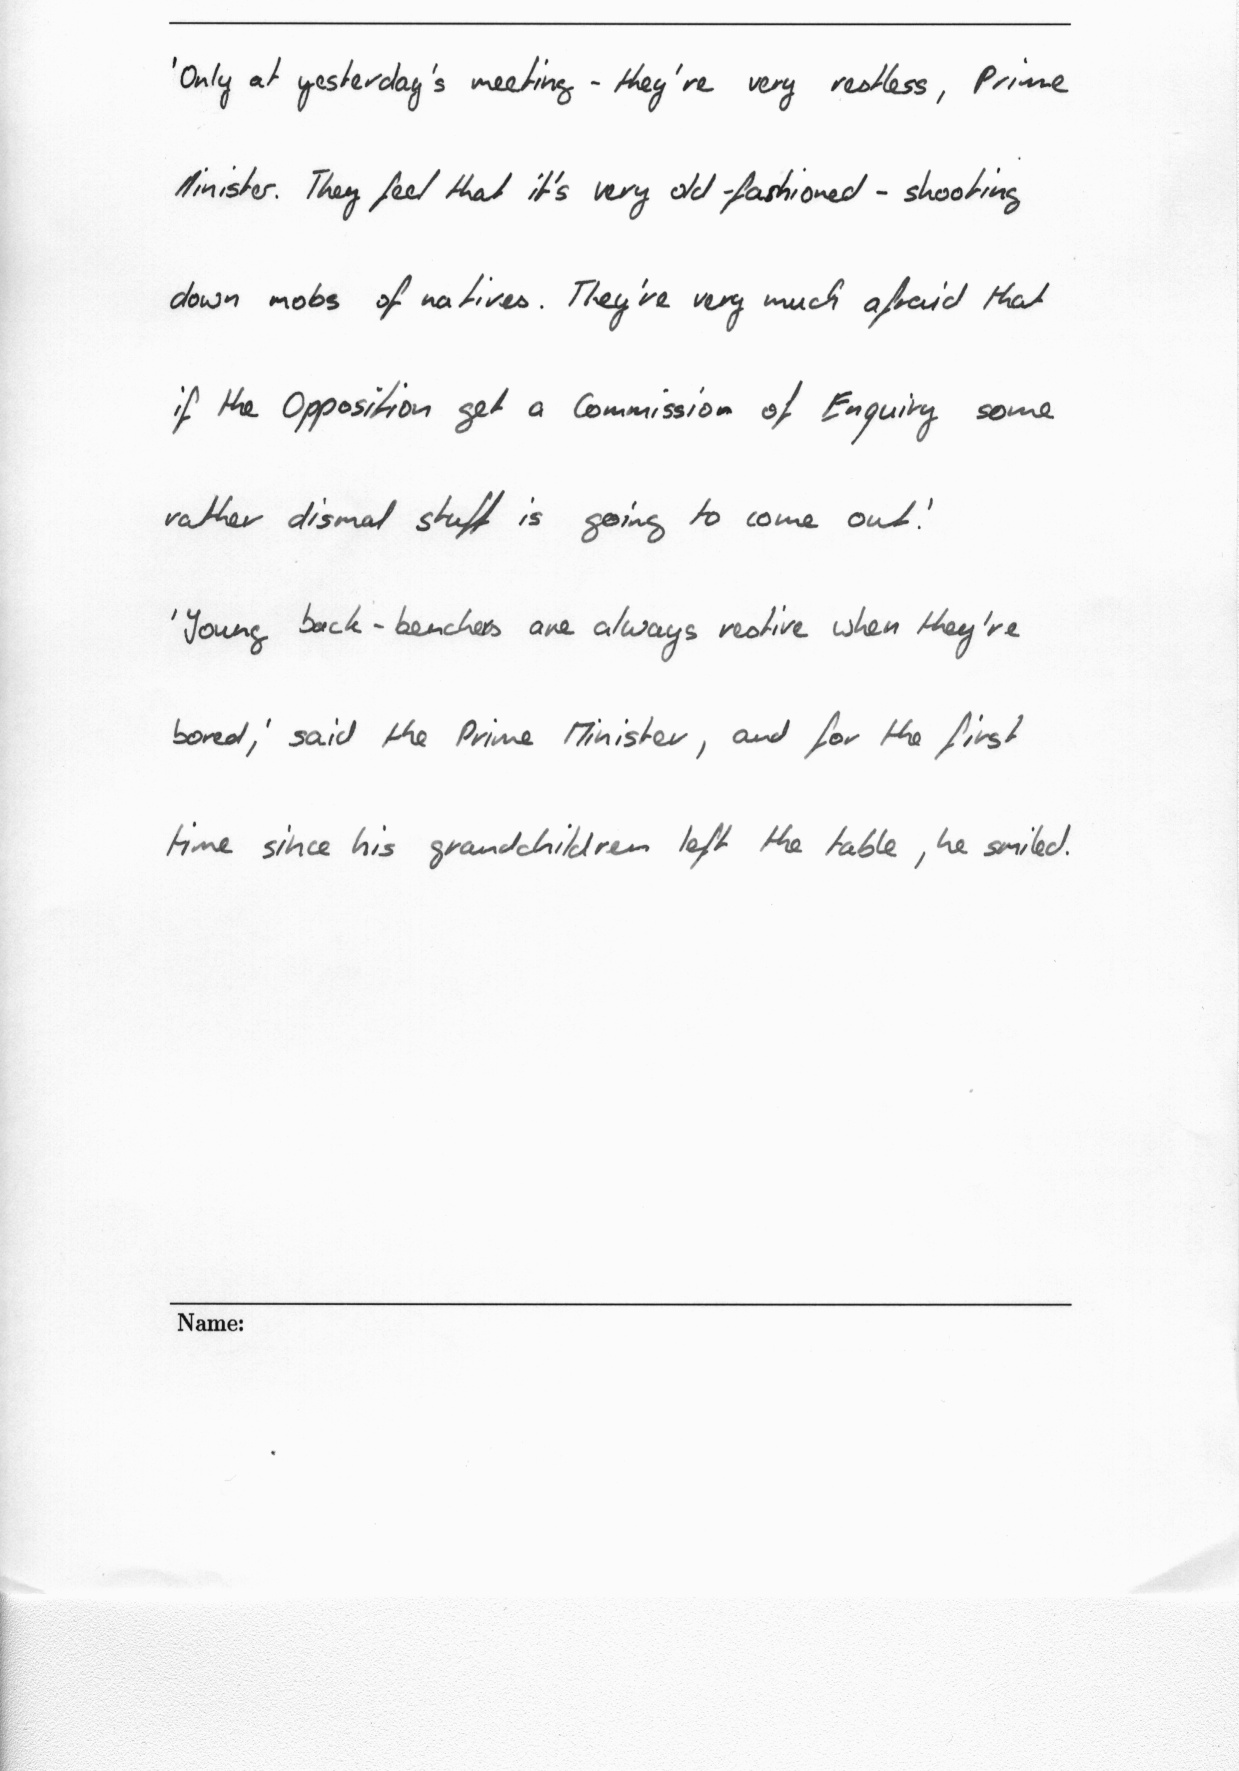 'Only at yesterday's meeting - they're very restless, Prime
Minister. They feel that it's very old-fashioned - shooting
down mobs of natives. They're very much afraid that
if the Opposition get a Commission of Enquiry some
rather dismal stuff is going to come out.'
'Young back-benchers are always restive when they're
bored,' said the Prime Minister, and for the first
time since his grandchildren left the table, he smiled.
Name: